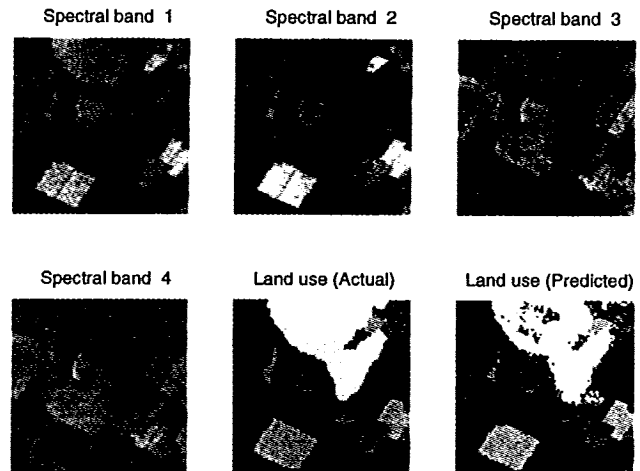 Spectral band 1
Spectral band 2
Spectral band 3
Spectral band 4
Land use (Actual)
Land use (Predicted)